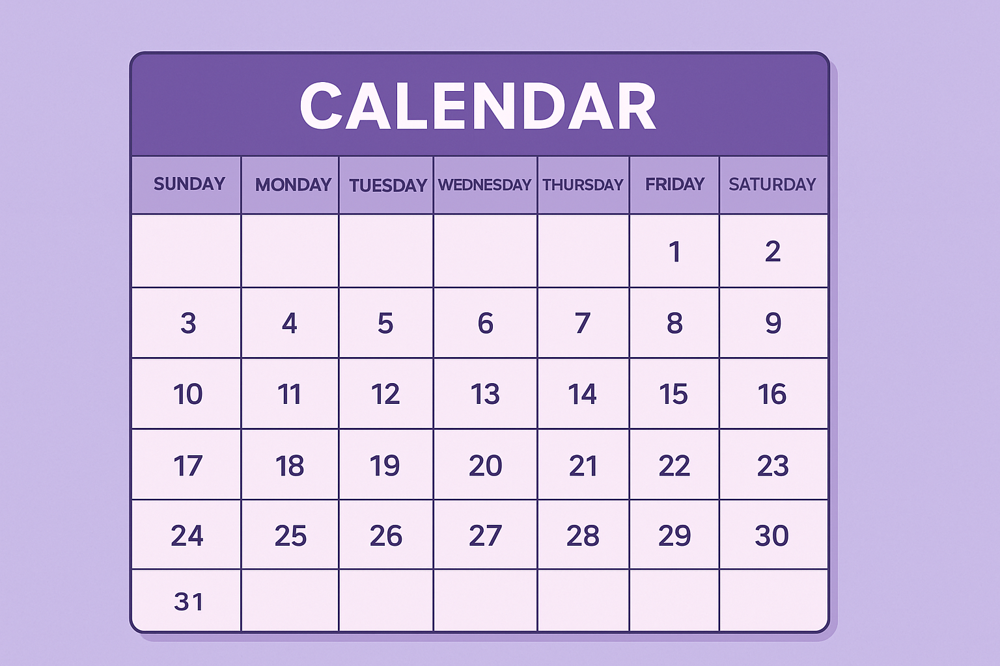 CALENDAR
SUNDAY MONDAY TUESDAY WEDNESDAY THURSDAY FRIDAY SATURDAY
1 2
3 4 5 6 7 8 9
10 11 12 13 14 15 16
17 18 19 20 21 22 23
24 25 26 27 28 29 30
31